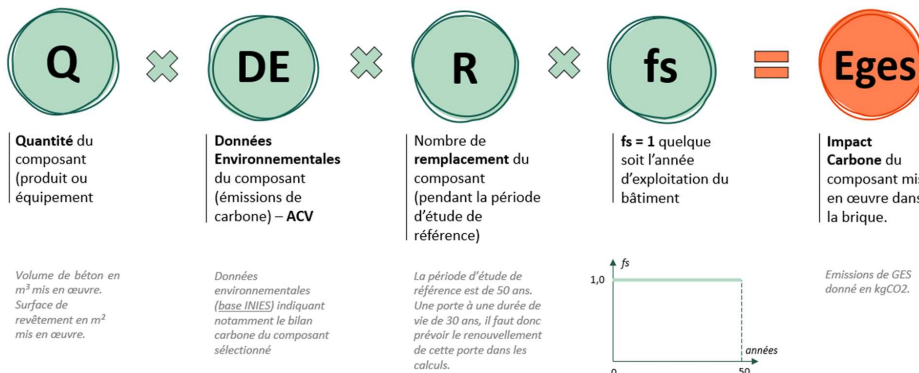 Q
DE
R
fs
Eges
Quantité du
composant
(produit ou
équipement
Données
Environnementales
du composant
(émissions de
carbone) – ACV
Nombre de
remplacement du
composant
(pendant la période
d'étude de
référence)
fs = 1 quelque
soit l'année
d'exploitation du
bâtiment
Impact
Carbone du
composant mis
en œuvre dans
la brique.
Volume de béton en
m³ mis en œuvre.
Surface de
revêtement en m²
mis en œuvre.
Données
environnementales
(base INIES) indiquant
notamment le bilan
carbone du composant
sélectionné
La période d'étude de
référence est de 50 ans.
Une porte à une durée de
vie de 30 ans, il faut donc
prévoir le renouvellement
de cette porte dans les
calculs.
fs
1,0
années
0
50
Emissions de GES
donné en kgCO2.